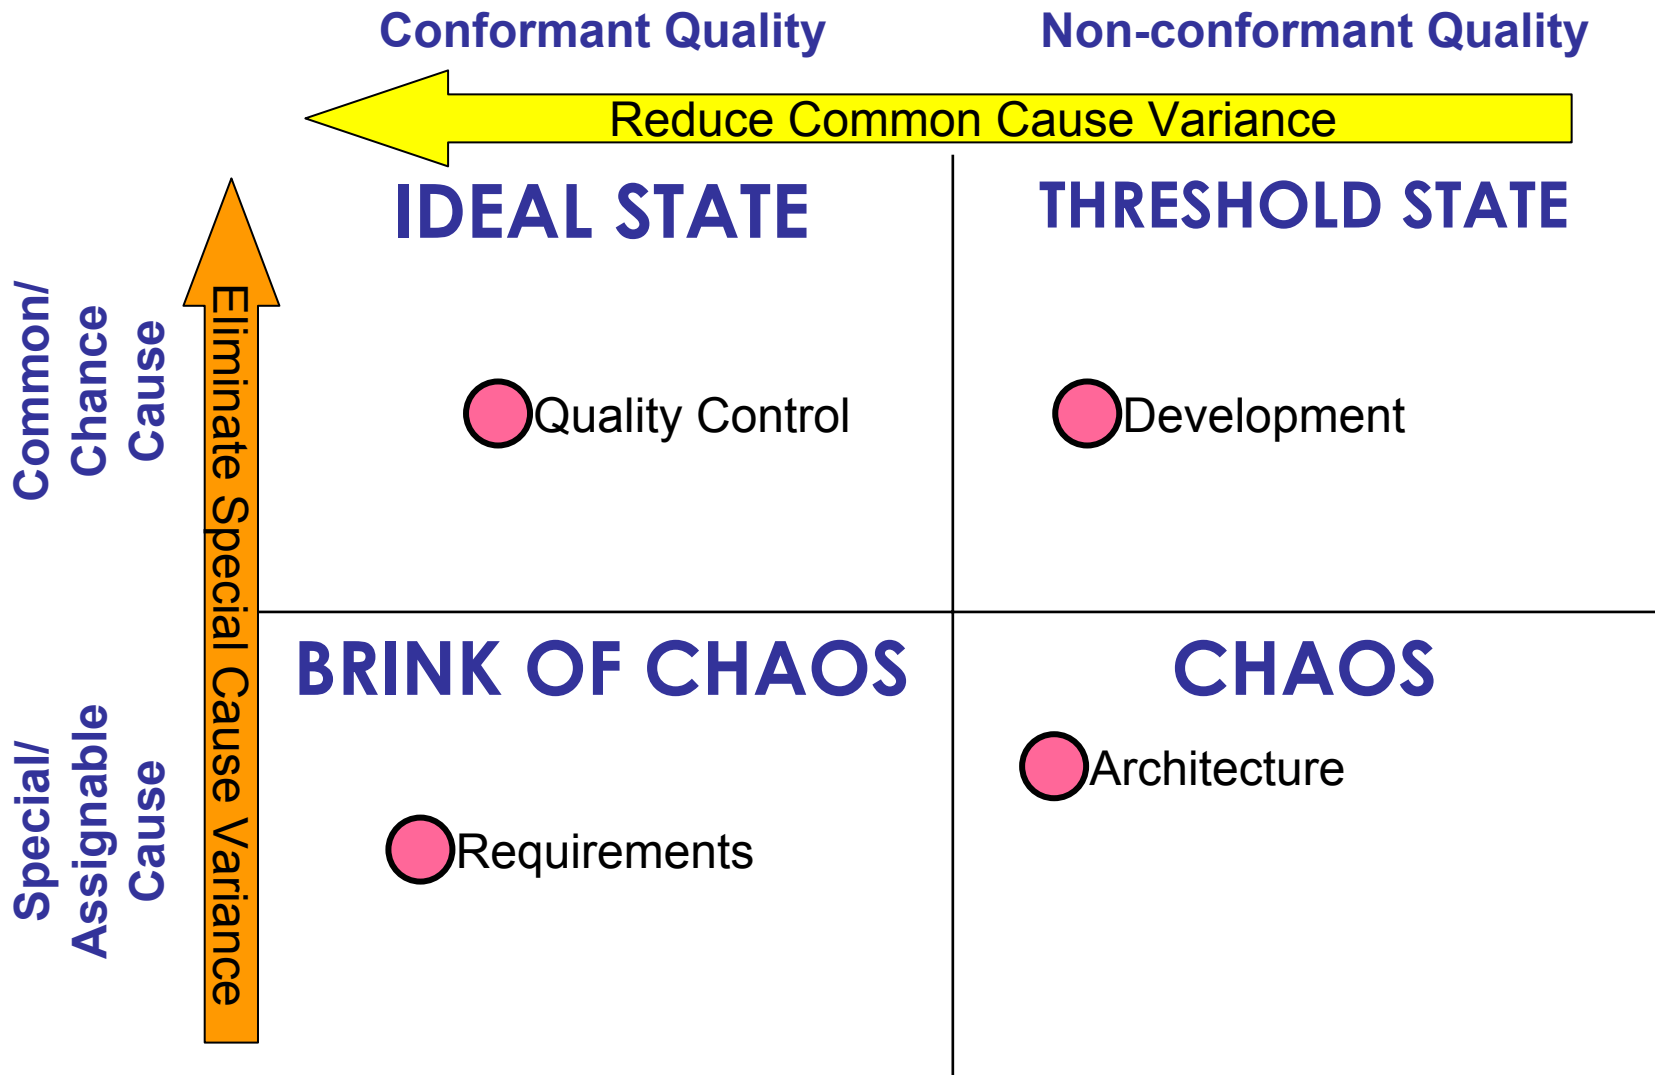 Conformant Quality
Non-conformant Quality
Reduce Common Cause Variance
IDEAL STATE
THRESHOLD STATE
Common/
Chance
Cause
Eliminate Special Cause Variance
Quality Control
Development
BRINK OF CHAOS
CHAOS
Special/
Assignable
Cause
Architecture
Requirements